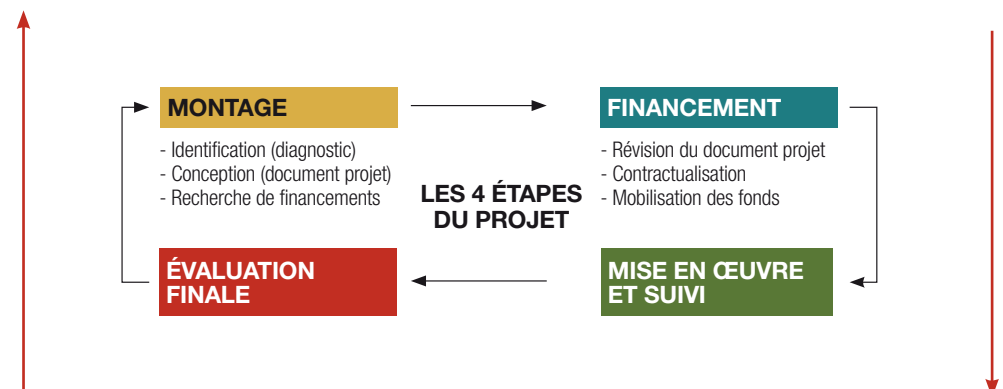 MONTAGE
- Identification (diagnostic)
- Conception (document projet)
- Recherche de financements
FINANCEMENT
- Révision du document projet
- Contractualisation
- Mobilisation des fonds
LES 4 ÉTAPES
DU PROJET
ÉVALUATION
FINALE
MISE EN ŒUVRE
ET SUIVI